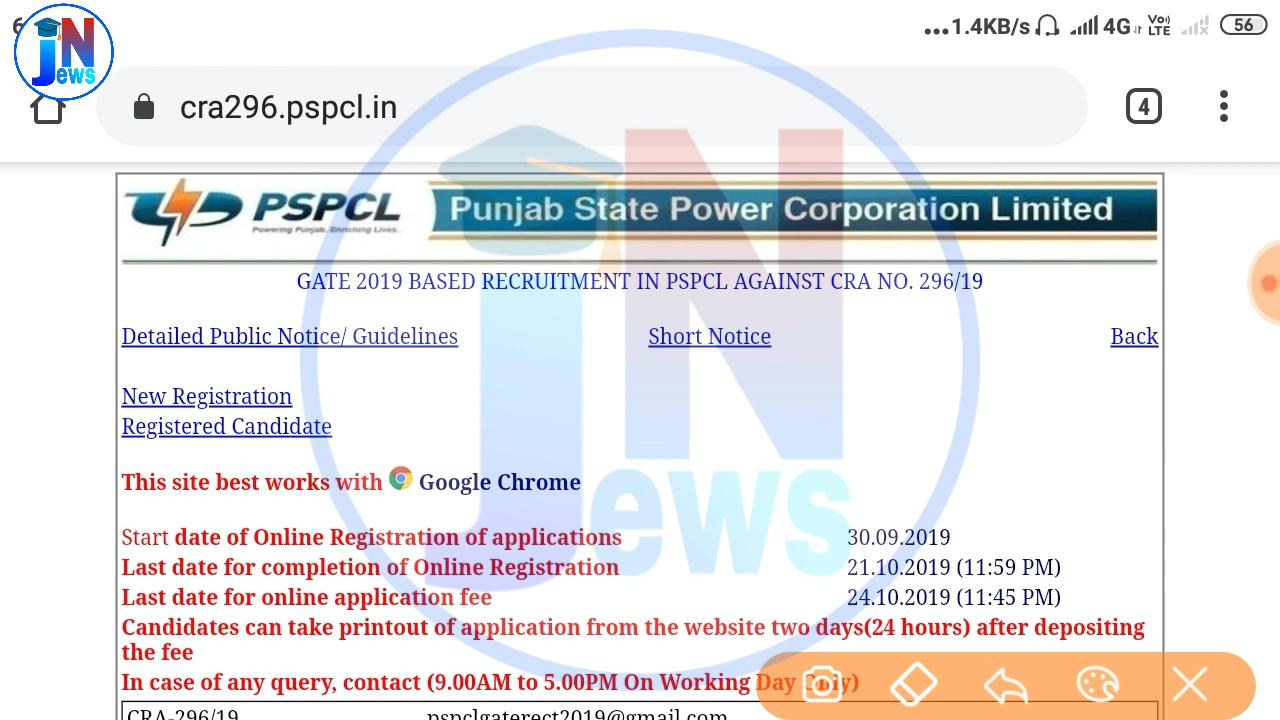 6
JN
ews
...1.4KB/s 4G Vo)) LTE 56
cra296.pspcl.in
4
PSPCL
Powering Punjab. Enriching Lives.
Punjab State Power Corporation Limited
GATE 2019 BASED RECRUITMENT IN PSPCL AGAINST CRA NO. 296/19
Detailed Public Notice/ Guidelines Short Notice Back
New Registration
Registered Candidate
This site best works with Google Chrome
Start date of Online Registration of applications 30.09.2019
Last date for completion of Online Registration 21.10.2019 (11:59 PM)
Last date for online application fee 24.10.2019 (11:45 PM)
Candidates can take printout of application from the website two days(24 hours) after depositing
the fee
In case of any query, contact (9.00AM to 5.00PM On Working Day Only)
CRA-296/19 pspclgaterect2019@gmail.com
JN
ews